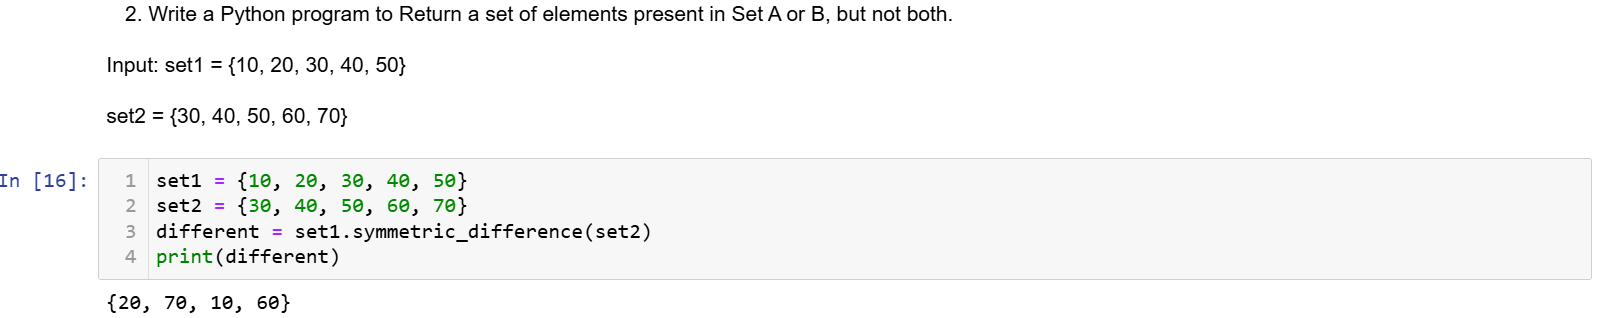 2. Write a Python program to Return a set of elements present in Set A or B, but not both.
Input: set1 = {10, 20, 30, 40, 50}
set2 = {30, 40, 50, 60, 70}
In [16]:
1 set1 = {10, 20, 30, 40, 50}
2 set2 = {30, 40, 50, 60, 70}
3 different = set1.symmetric_difference(set2)
4 print(different)
{20, 70, 10, 60}